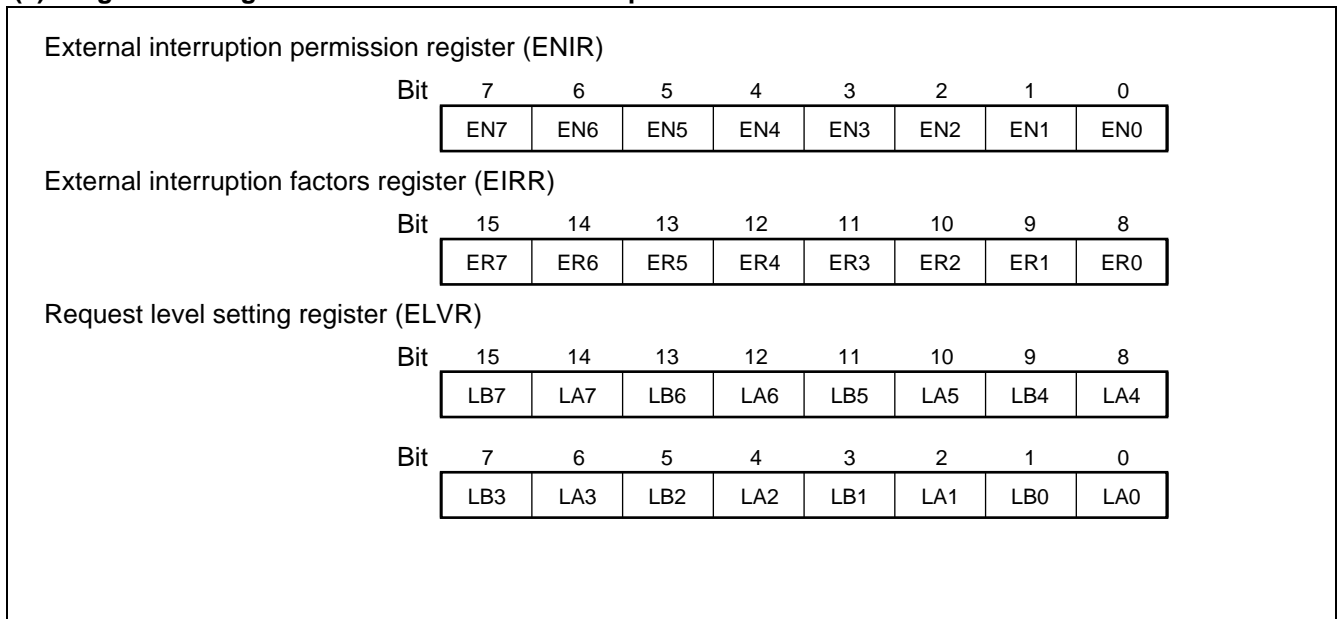 External interruption permission register (ENIR)
Bit 7 6 5 4 3 2 1 0
EN7 EN6 EN5 EN4 EN3 EN2 EN1 EN0
External interruption factors register (EIRR)
Bit 15 14 13 12 11 10 9 8
ER7 ER6 ER5 ER4 ER3 ER2 ER1 ER0
Request level setting register (ELVR)
Bit 15 14 13 12 11 10 9 8
LB7 LA7 LB6 LA6 LB5 LA5 LB4 LA4
Bit 7 6 5 4 3 2 1 0
LB3 LA3 LB2 LA2 LB1 LA1 LB0 LA0